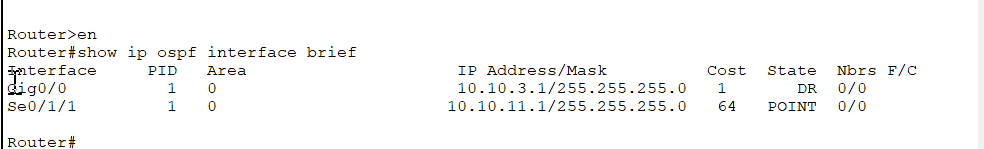 Router>en
Router#show ip ospf interface brief
Interface PID Area IP Address/Mask Cost State Nbrs F/C
Gig0/0 1 0 10.10.3.1/255.255.255.0 1 DR 0/0
Se0/1/1 1 0 10.10.11.1/255.255.255.0 64 POINT 0/0
Router#